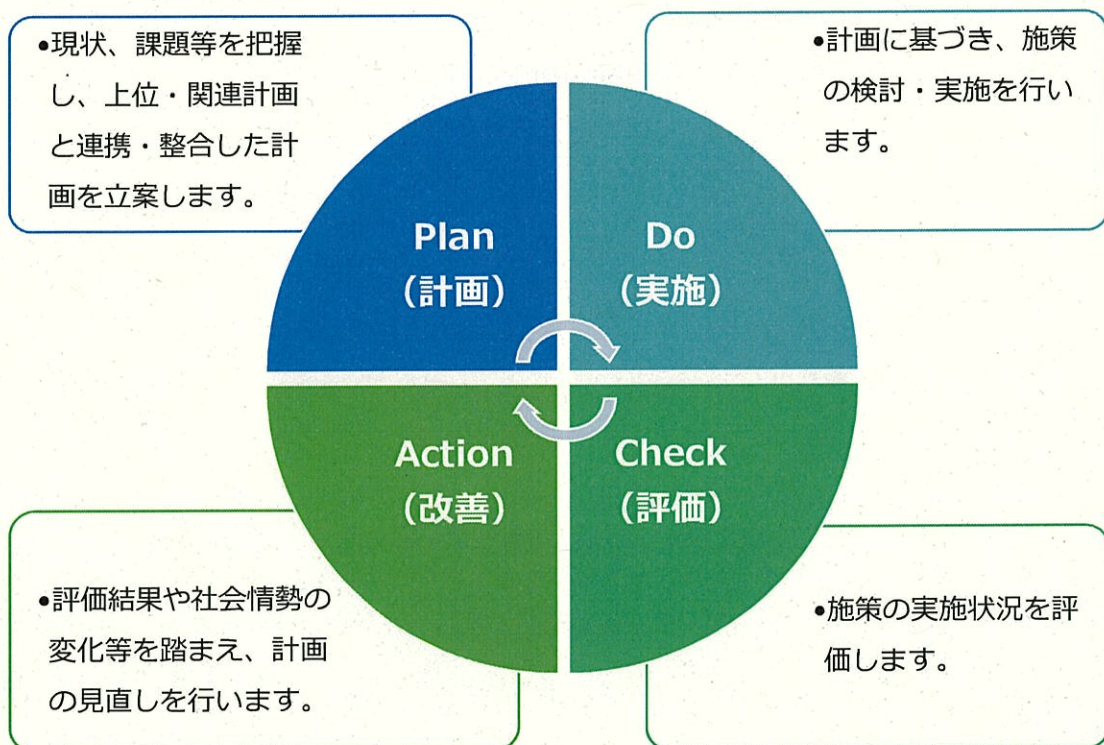 •現状、課題等を把握
し、上位・関連計画
と連携・整合した計
画を立案します。
•計画に基づき、施策
の検討・実施を行い
ます。
Plan
（計画）
Do
（実施）
Action
（改善）
Check
（評価）
•評価結果や社会情勢の
変化等を踏まえ、計画
の見直しを行います。
•施策の実施状況を評
価します。